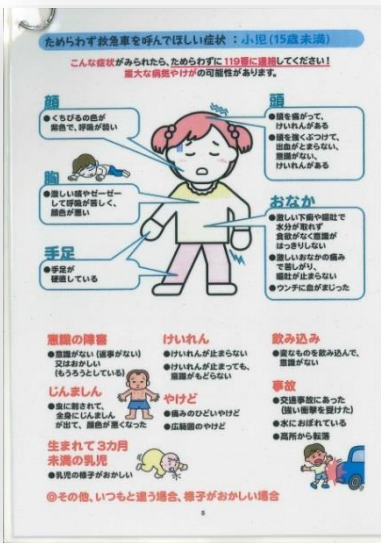 ためらわず救急車を呼んでほしい症状：小児(15歳未満)
こんな症状がみられたら、ためらわずに119番に連絡してください！
重大な病気やけがの可能性があります。
顔
●くちびるの色が
紫色で、呼吸が弱い
胸
●激しい咳やゼーゼー
して呼吸が苦しく、
顔色が悪い
手足
●手足が
硬直している
頭
●頭を痛がって、
けいれんがある
●頭を強くぶつけて、
出血がとまらない、
意識がない、
けいれんがある
おなか
●激しい下痢や嘔吐で
水分が取れず
食欲がなく意識が
はっきりしない
●激しいおなかの痛み
で苦しがり、
嘔吐が止まらない
●ウンチに血がまじった
意識の障害
●意識がない(返事がない)
又はおかしい
(もうろうとしている)
じんましん
●虫に刺されて、
全身にじんましん
が出て、顔色が悪くなった
生まれて3カ月
未満の乳児
●乳児の様子がおかしい
けいれん
●けいれんが止まらない
●けいれんが止まっても、
意識がもどらない
やけど
●痛みのひどいやけど
●広範囲のやけど
飲み込み
●変なものを飲み込んで、
意識がない
事故
●交通事故にあった
(強い衝撃を受けた)
●水におぼれている
●高所から転落
◎その他、いつもと違う場合、様子がおかしい場合